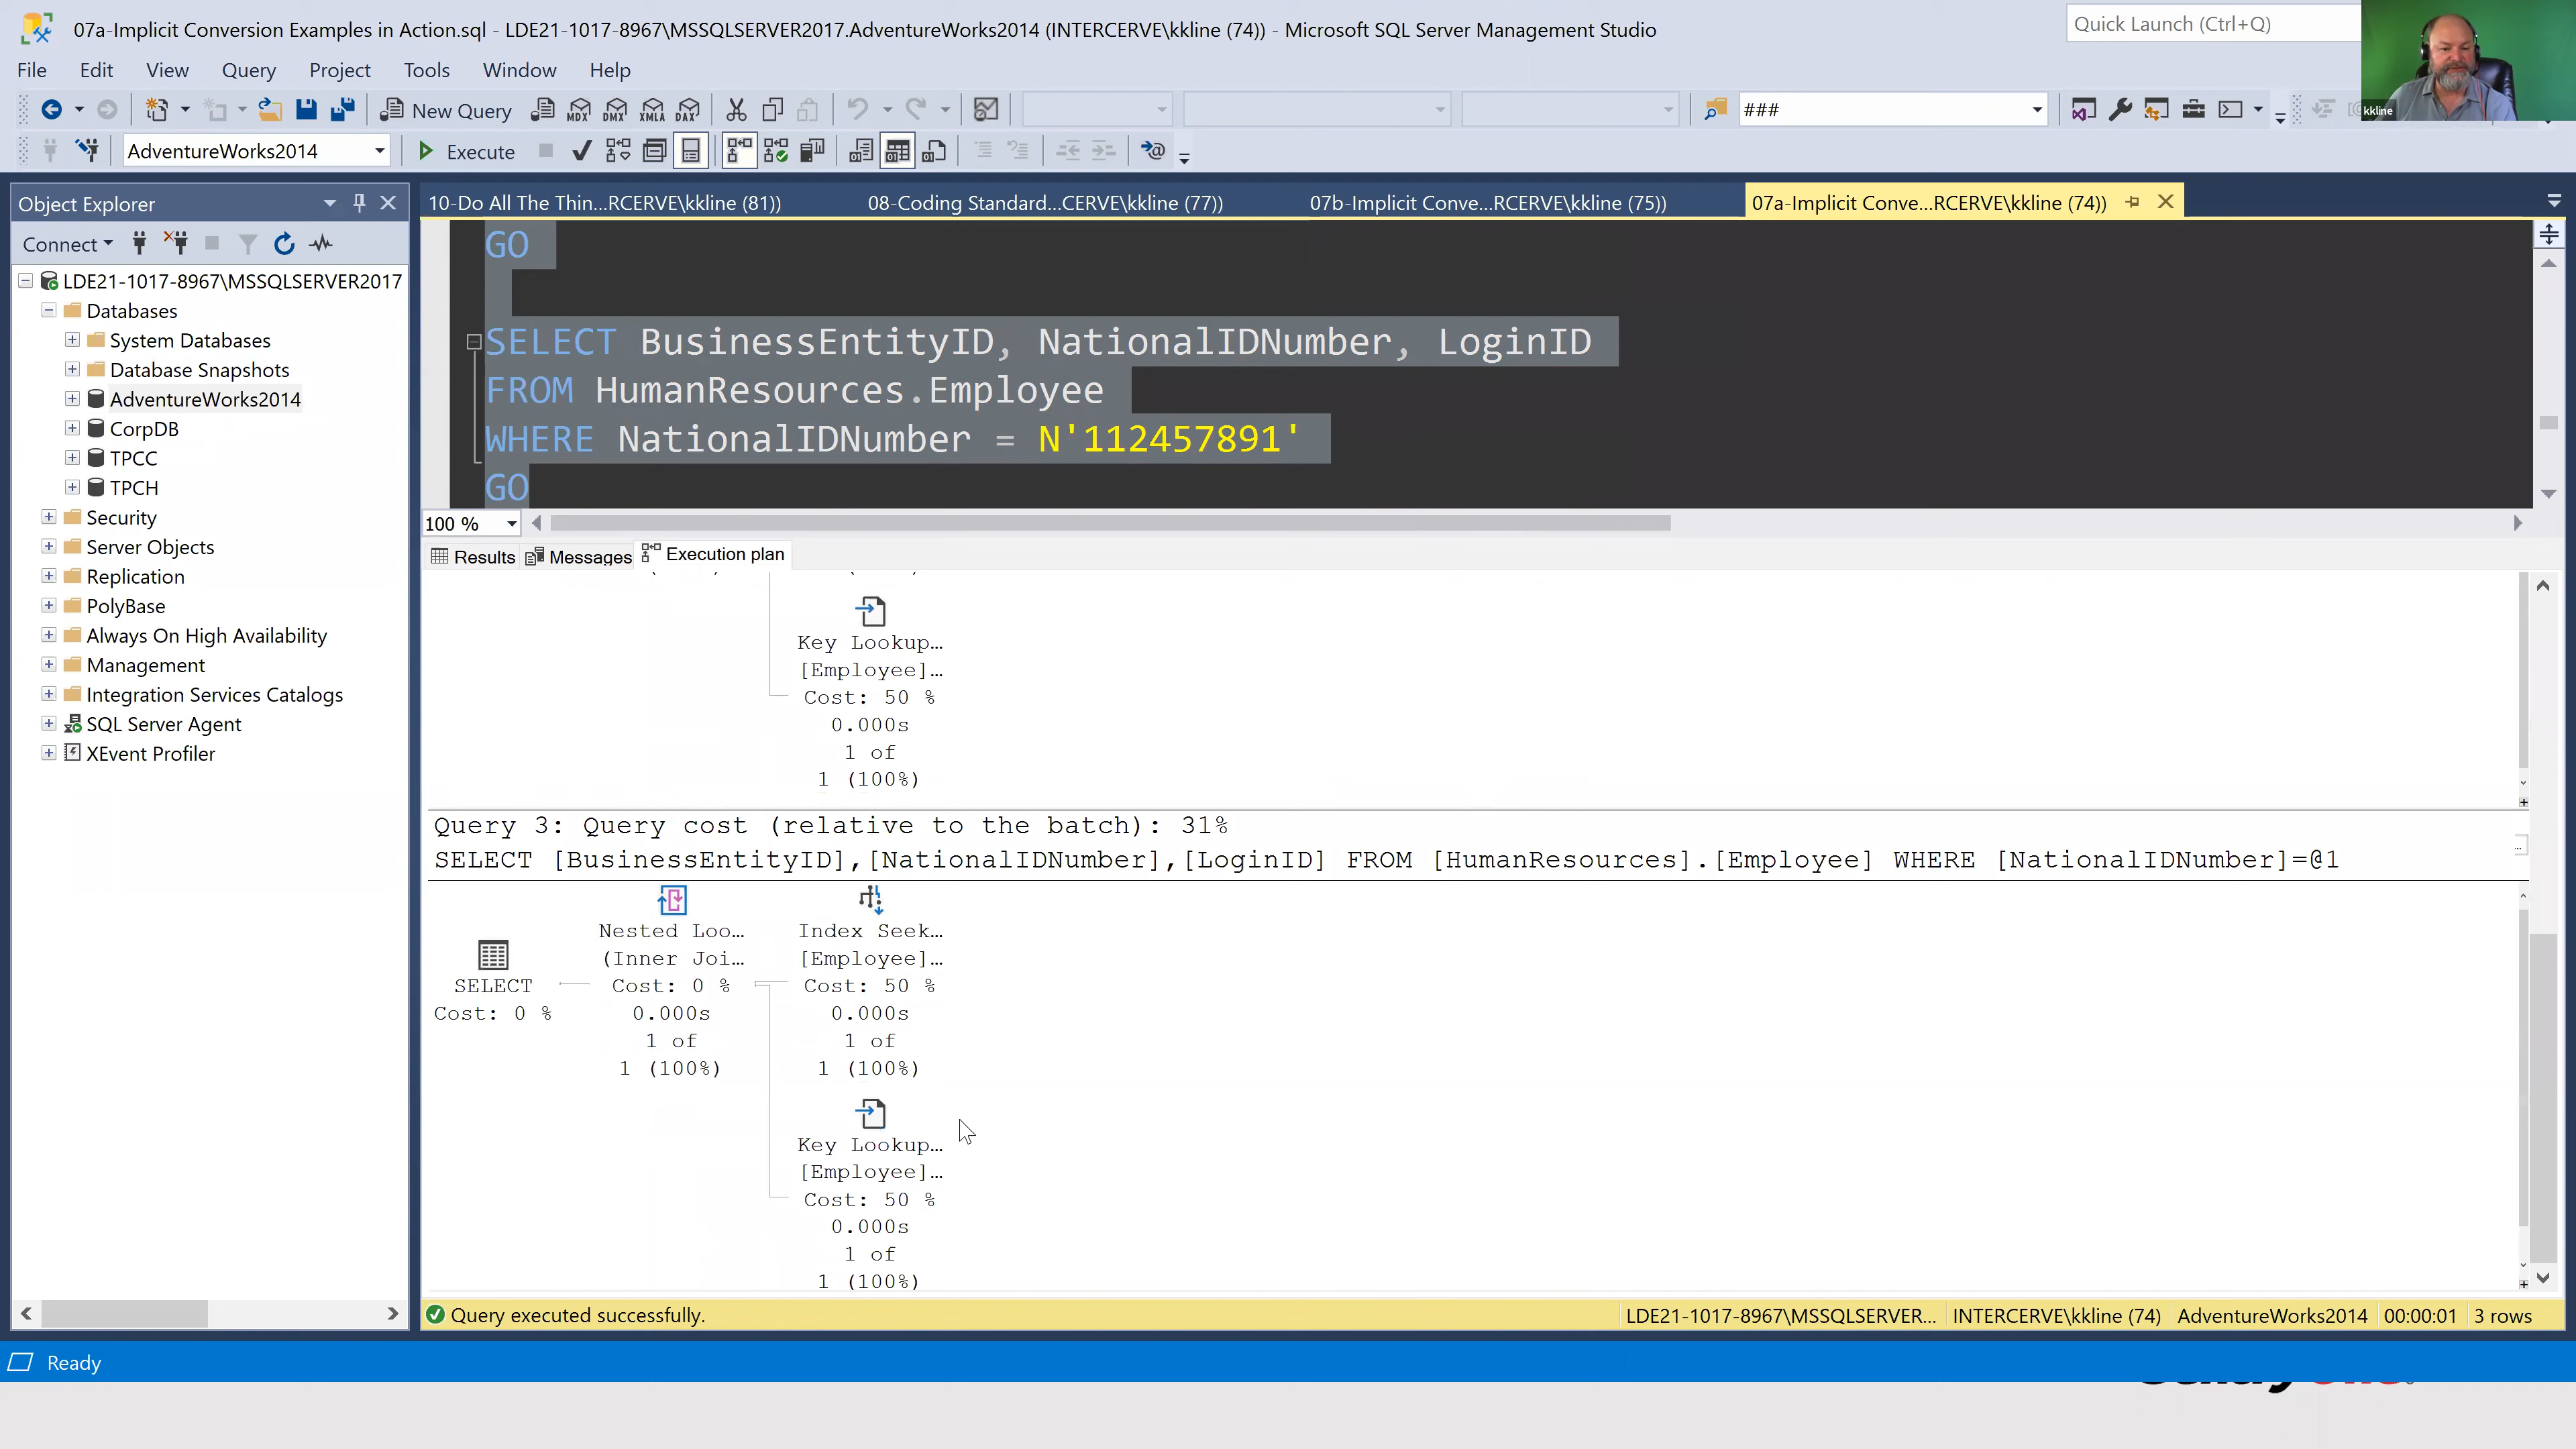 07a-Implicit Conversion Examples in Action.sql - LDE21-1017-8967\MSSQLSERVER2017.AdventureWorks2014 (INTERCERVE\kkline (74)) - Microsoft SQL Server Management Studio
Quick Launch (Ctrl+Q)
kkline
File Edit View Query Project Tools Window Help
New Query
MDX DMX XMLA DAX
###
AdventureWorks2014
Execute
Object Explorer
Connect
LDE21-1017-8967\MSSQLSERVER2017
Databases
System Databases
Database Snapshots
AdventureWorks2014
CorpDB
TPCC
TPCH
Security
Server Objects
Replication
PolyBase
Always On High Availability
Management
Integration Services Catalogs
SQL Server Agent
XEvent Profiler
10-Do All The Thin...RCERVE\kkline (81)) 08-Coding Standard...CERVE\kkline (77)) 07b-Implicit Conve...RCERVE\kkline (75)) 07a-Implicit Conve...RCERVE\kkline (74))
GO
SELECT BusinessEntityID, NationalIDNumber, LoginID
FROM HumanResources.Employee
WHERE NationalIDNumber = N'112457891'
GO
100 %
Results Messages Execution plan
Key Lookup...
[Employee]...
Cost: 50 %
0.000s
1 of
1 (100%)
Query 3: Query cost (relative to the batch): 31%
SELECT [BusinessEntityID],[NationalIDNumber],[LoginID] FROM [HumanResources].[Employee] WHERE [NationalIDNumber]=@1
SELECT
Cost: 0 %
Nested Loo...
(Inner Joi...
Cost: 0 %
0.000s
1 of
1 (100%)
Index Seek...
[Employee]...
Cost: 50 %
0.000s
1 of
1 (100%)
Key Lookup...
[Employee]...
Cost: 50 %
0.000s
1 of
1 (100%)
Query executed successfully.
LDE21-1017-8967\MSSQLSERVER... INTERCERVE\kkline (74) AdventureWorks2014 00:00:01 3 rows
Ready